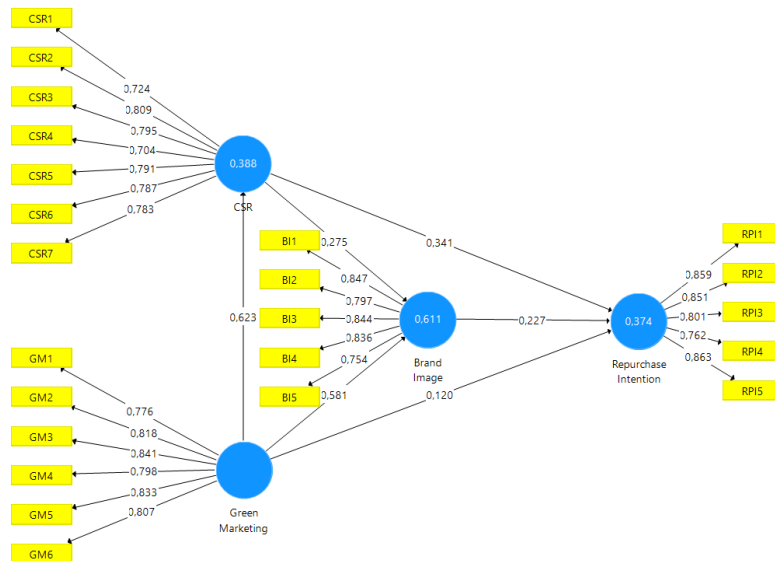 CSR1
CSR2
CSR3
CSR4
CSR5
CSR6
CSR7
0,724
0,809
0,795
0,704
0,791
0,787
0,783
0,388
CSR
0,623
0,275
0,341
BI1
BI2
BI3
BI4
BI5
0,847
0,797
0,844
0,836
0,754
0,581
0,611
Brand
Image
0,227
0,120
0,374
Repurchase
Intention
RPI1
RPI2
RPI3
RPI4
RPI5
0,859
0,851
0,801
0,762
0,863
GM1
GM2
GM3
GM4
GM5
GM6
0,776
0,818
0,841
0,798
0,833
0,807
Green
Marketing